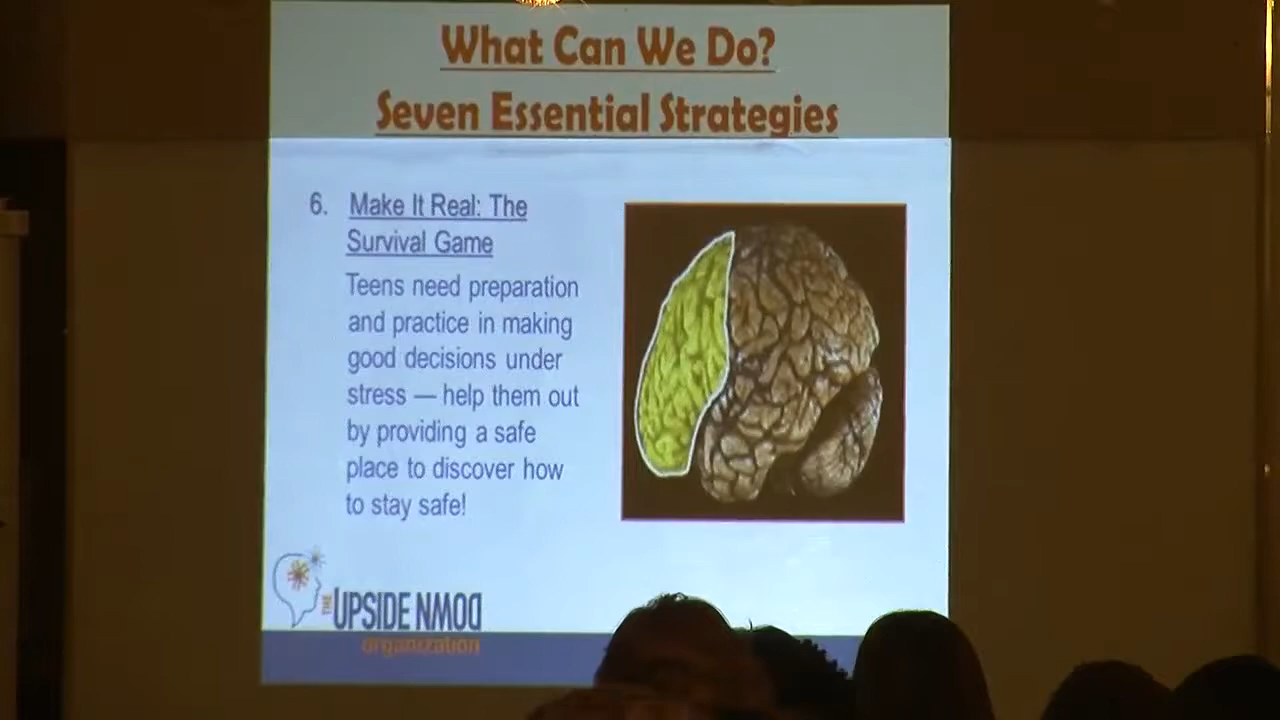 What Can We Do?
Seven Essential Strategies
6. Make It Real: The
Survival Game
Teens need preparation
and practice in making
good decisions under
stress — help them out
by providing a safe
place to discover how
to stay safe!
THE UPSIDE NMOD
organization